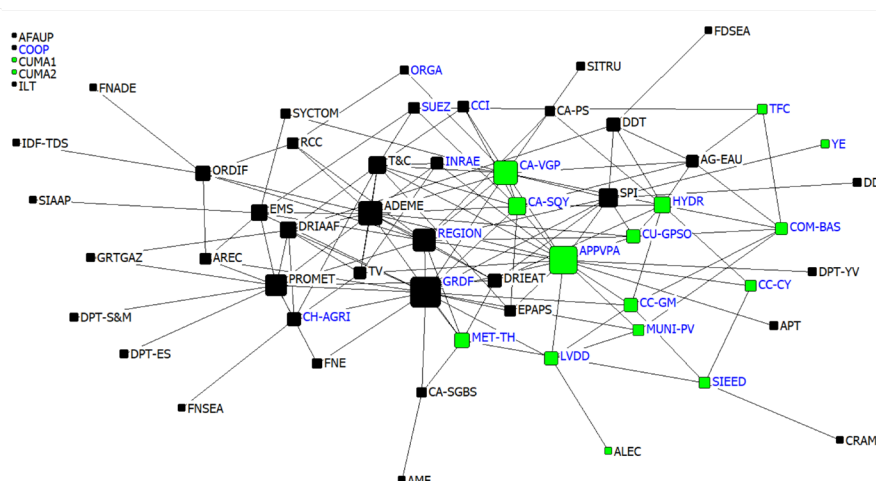 AFAUP
COOP
CUMA1
CUMA2
ILT
FDSEA
SITRU
ORGA
FNADE
SUEZ
CCI
CA-PS
TFC
SYCTOM
DDT
RCC
YE
IDF-TDS
T&C
INRAE
CA-VGP
AG-EAU
ORDIF
DD
SPI
SIAAP
EMS
ADEME
CA-SQY
HYDR
DRIAAF
REGION
CU-GPSO
COM-BAS
APPVPA
GRTGAZ
AREC
TV
DPT-YV
PROMET
GRDF
DRIEAT
CC-CY
CC-GM
EPAPS
DPT-S&M
CH-AGRI
APT
MUNI-PV
MET-TH
DPT-ES
LVDD
FNE
SIEED
CA-SGBS
FNSEA
CRAM
ALEC